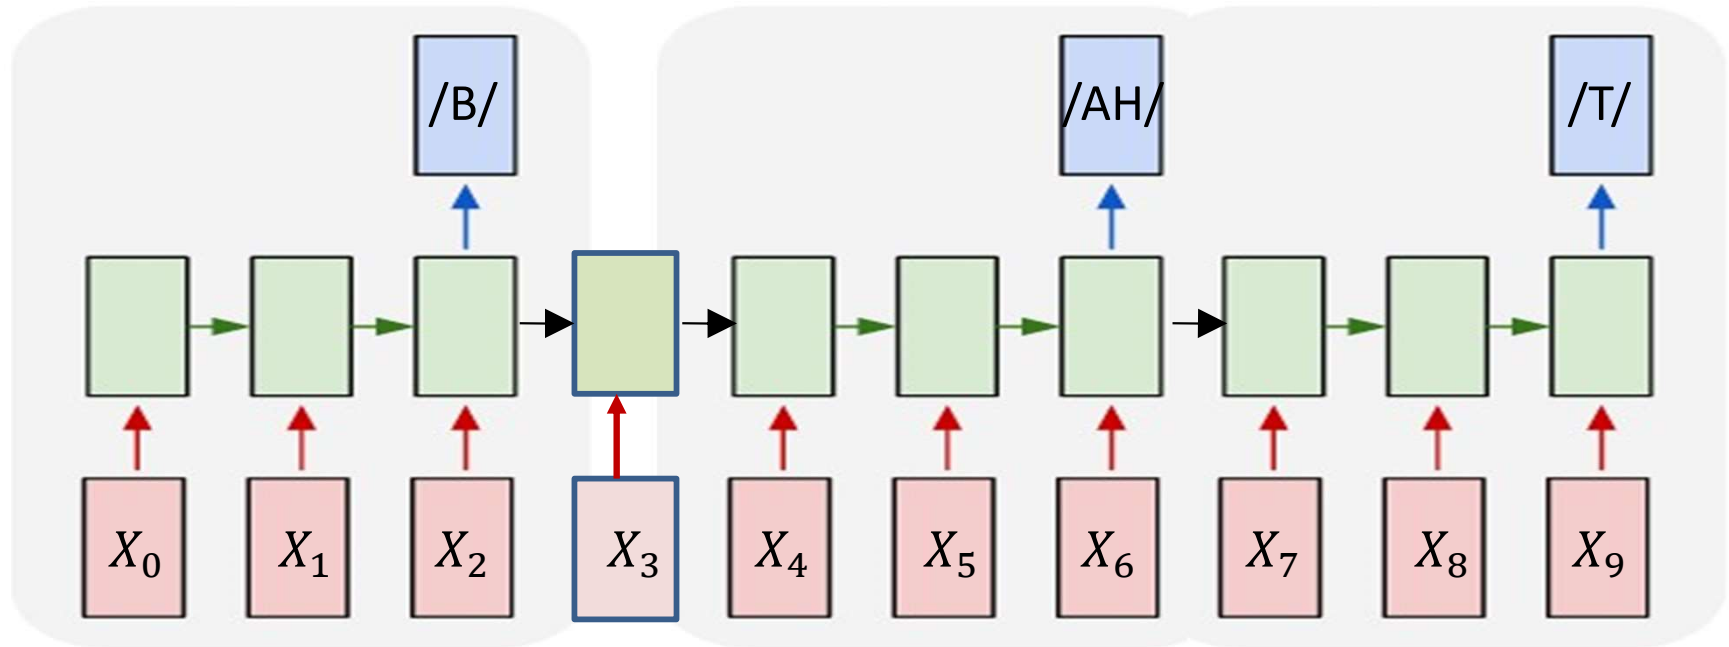 /B/ /AH/ /T/
X₀ X₁ X₂ X₃ X₄ X₅ X₆ X₇ X₈ X₉